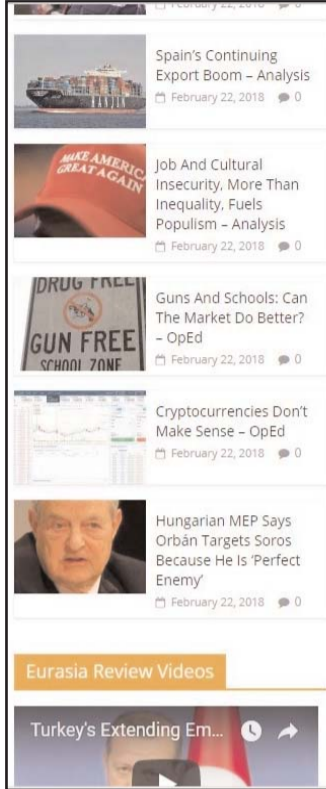 February 22, 2018 0
Spain's Continuing
Export Boom – Analysis
February 22, 2018 0
MAKE AMERICA
GREAT AGAIN
Job And Cultural
Insecurity, More Than
Inequality, Fuels
Populism – Analysis
February 22, 2018 0
DRUG FREE
GUN FREE
SCHOOL ZONE
Guns And Schools: Can
The Market Do Better?
– OpEd
February 22, 2018 0
Cryptocurrencies Don't
Make Sense – OpEd
February 22, 2018 0
Hungarian MEP Says
Orbán Targets Soros
Because He Is 'Perfect
Enemy'
February 22, 2018 0
Eurasia Review Videos
Turkey's Extending Em...